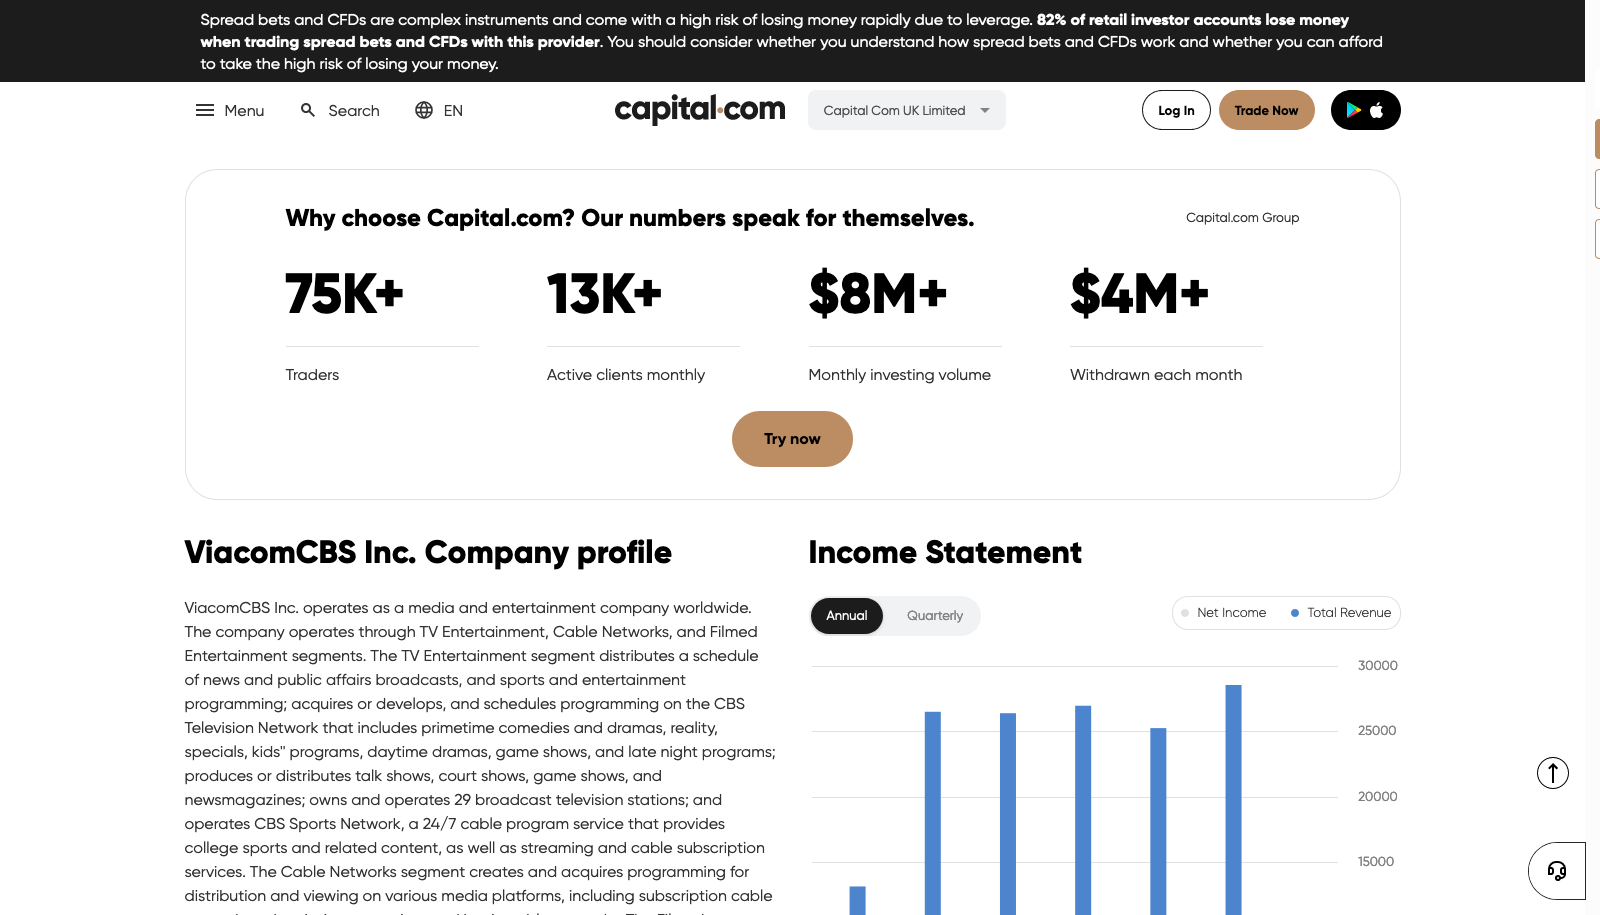 Spread bets and CFDs are complex instruments and come with a high risk of losing money rapidly due to leverage. 82% of retail investor accounts lose money
when trading spread bets and CFDs with this provider. You should consider whether you understand how spread bets and CFDs work and whether you can afford
to take the high risk of losing your money.
Menu Search EN capital.com Capital Com UK Limited Log In Trade Now
Why choose Capital.com? Our numbers speak for themselves. Capital.com Group
75K+ 13K+ $8M+ $4M+
Traders Active clients monthly Monthly investing volume Withdrawn each month
Try now
ViacomCBS Inc. Company profile
ViacomCBS Inc. operates as a media and entertainment company worldwide.
The company operates through TV Entertainment, Cable Networks, and Filmed
Entertainment segments. The TV Entertainment segment distributes a schedule
of news and public affairs broadcasts, and sports and entertainment
programming; acquires or develops, and schedules programming on the CBS
Television Network that includes primetime comedies and dramas, reality,
specials, kids" programs, daytime dramas, game shows, and late night programs;
produces or distributes talk shows, court shows, game shows, and
newsmagazines; owns and operates 29 broadcast television stations; and
operates CBS Sports Network, a 24/7 cable program service that provides
college sports and related content, as well as streaming and cable subscription
services. The Cable Networks segment creates and acquires programming for
distribution and viewing on various media platforms, including subscription cable
Income Statement
Annual Quarterly Net Income Total Revenue
30000
25000
20000
15000